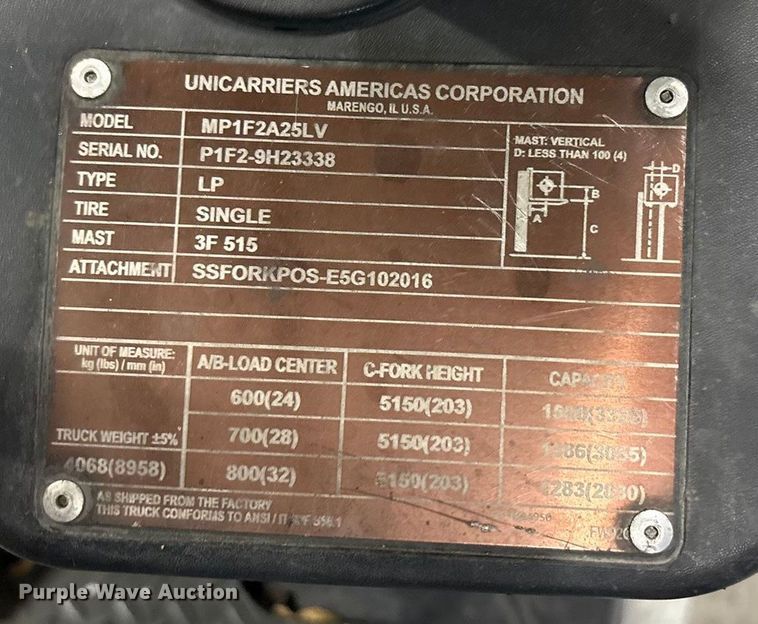 UNICARRIERS AMERICAS CORPORATION
MARENGO, IL U.S.A.
MODEL MP1F2A25LV
SERIAL NO. P1F2-9H23338
TYPE LP
TIRE SINGLE
MAST 3F 515
ATTACHMENT SSFORKPOS-E5G102016
MAST: VERTICAL
D: LESS THAN 100 (4)
D
B
A
C
UNIT OF MEASURE:
kg (lbs) / mm (in)
A/B-LOAD CENTER C-FORK HEIGHT CAPACITY
600(24) 5150(203)
700(28) 5150(203)
TRUCK WEIGHT ±5%
4068(8958) 800(32) 5150(203)
AS SHIPPED FROM THE FACTORY
THIS TRUCK CONFORMS TO ANSI /
Purple Wave Auction